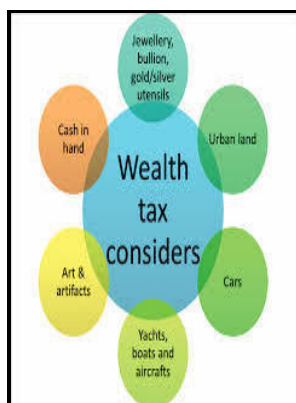 Jewellery,
bullion,
gold/silver
utensils
Cash in
hand
Urban land
Wealth
tax
considers
Art &
artifacts
Cars
Yachts,
boats and
aircrafts